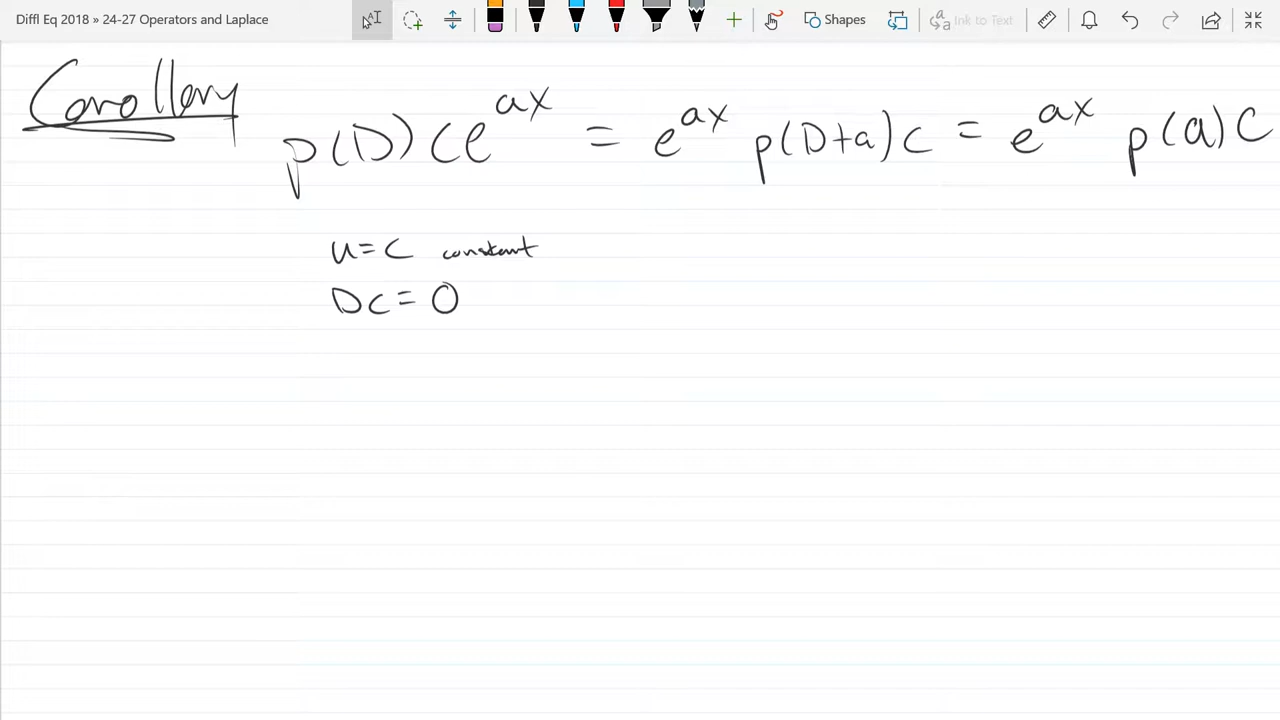 Diffl Eq 2018 » 24-27 Operators and Laplace
Shapes
Ink to Text
Corollary
p(D) Ce^{ax} = e^{ax} p(D+a) c = e^{ax} p(a) C
u = c constant
Dc = 0